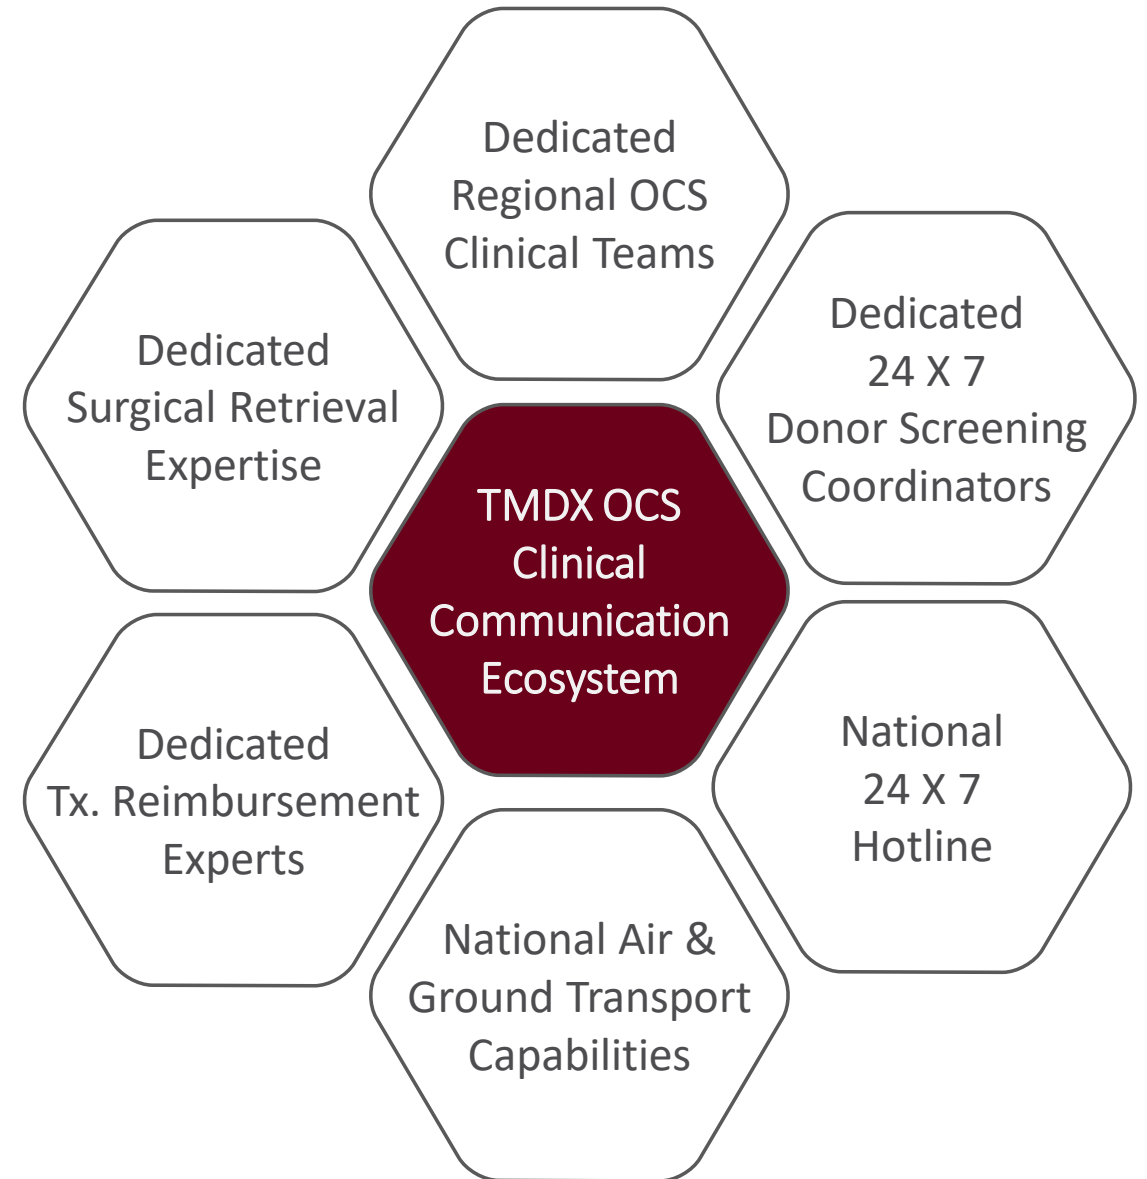 Dedicated
Regional OCS
Clinical Teams
Dedicated
24 X 7
Donor Screening
Coordinators
National
24 X 7
Hotline
National Air &
Ground Transport
Capabilities
Dedicated
Tx. Reimbursement
Experts
Dedicated
Surgical Retrieval
Expertise
TMDX OCS
Clinical
Communication
Ecosystem